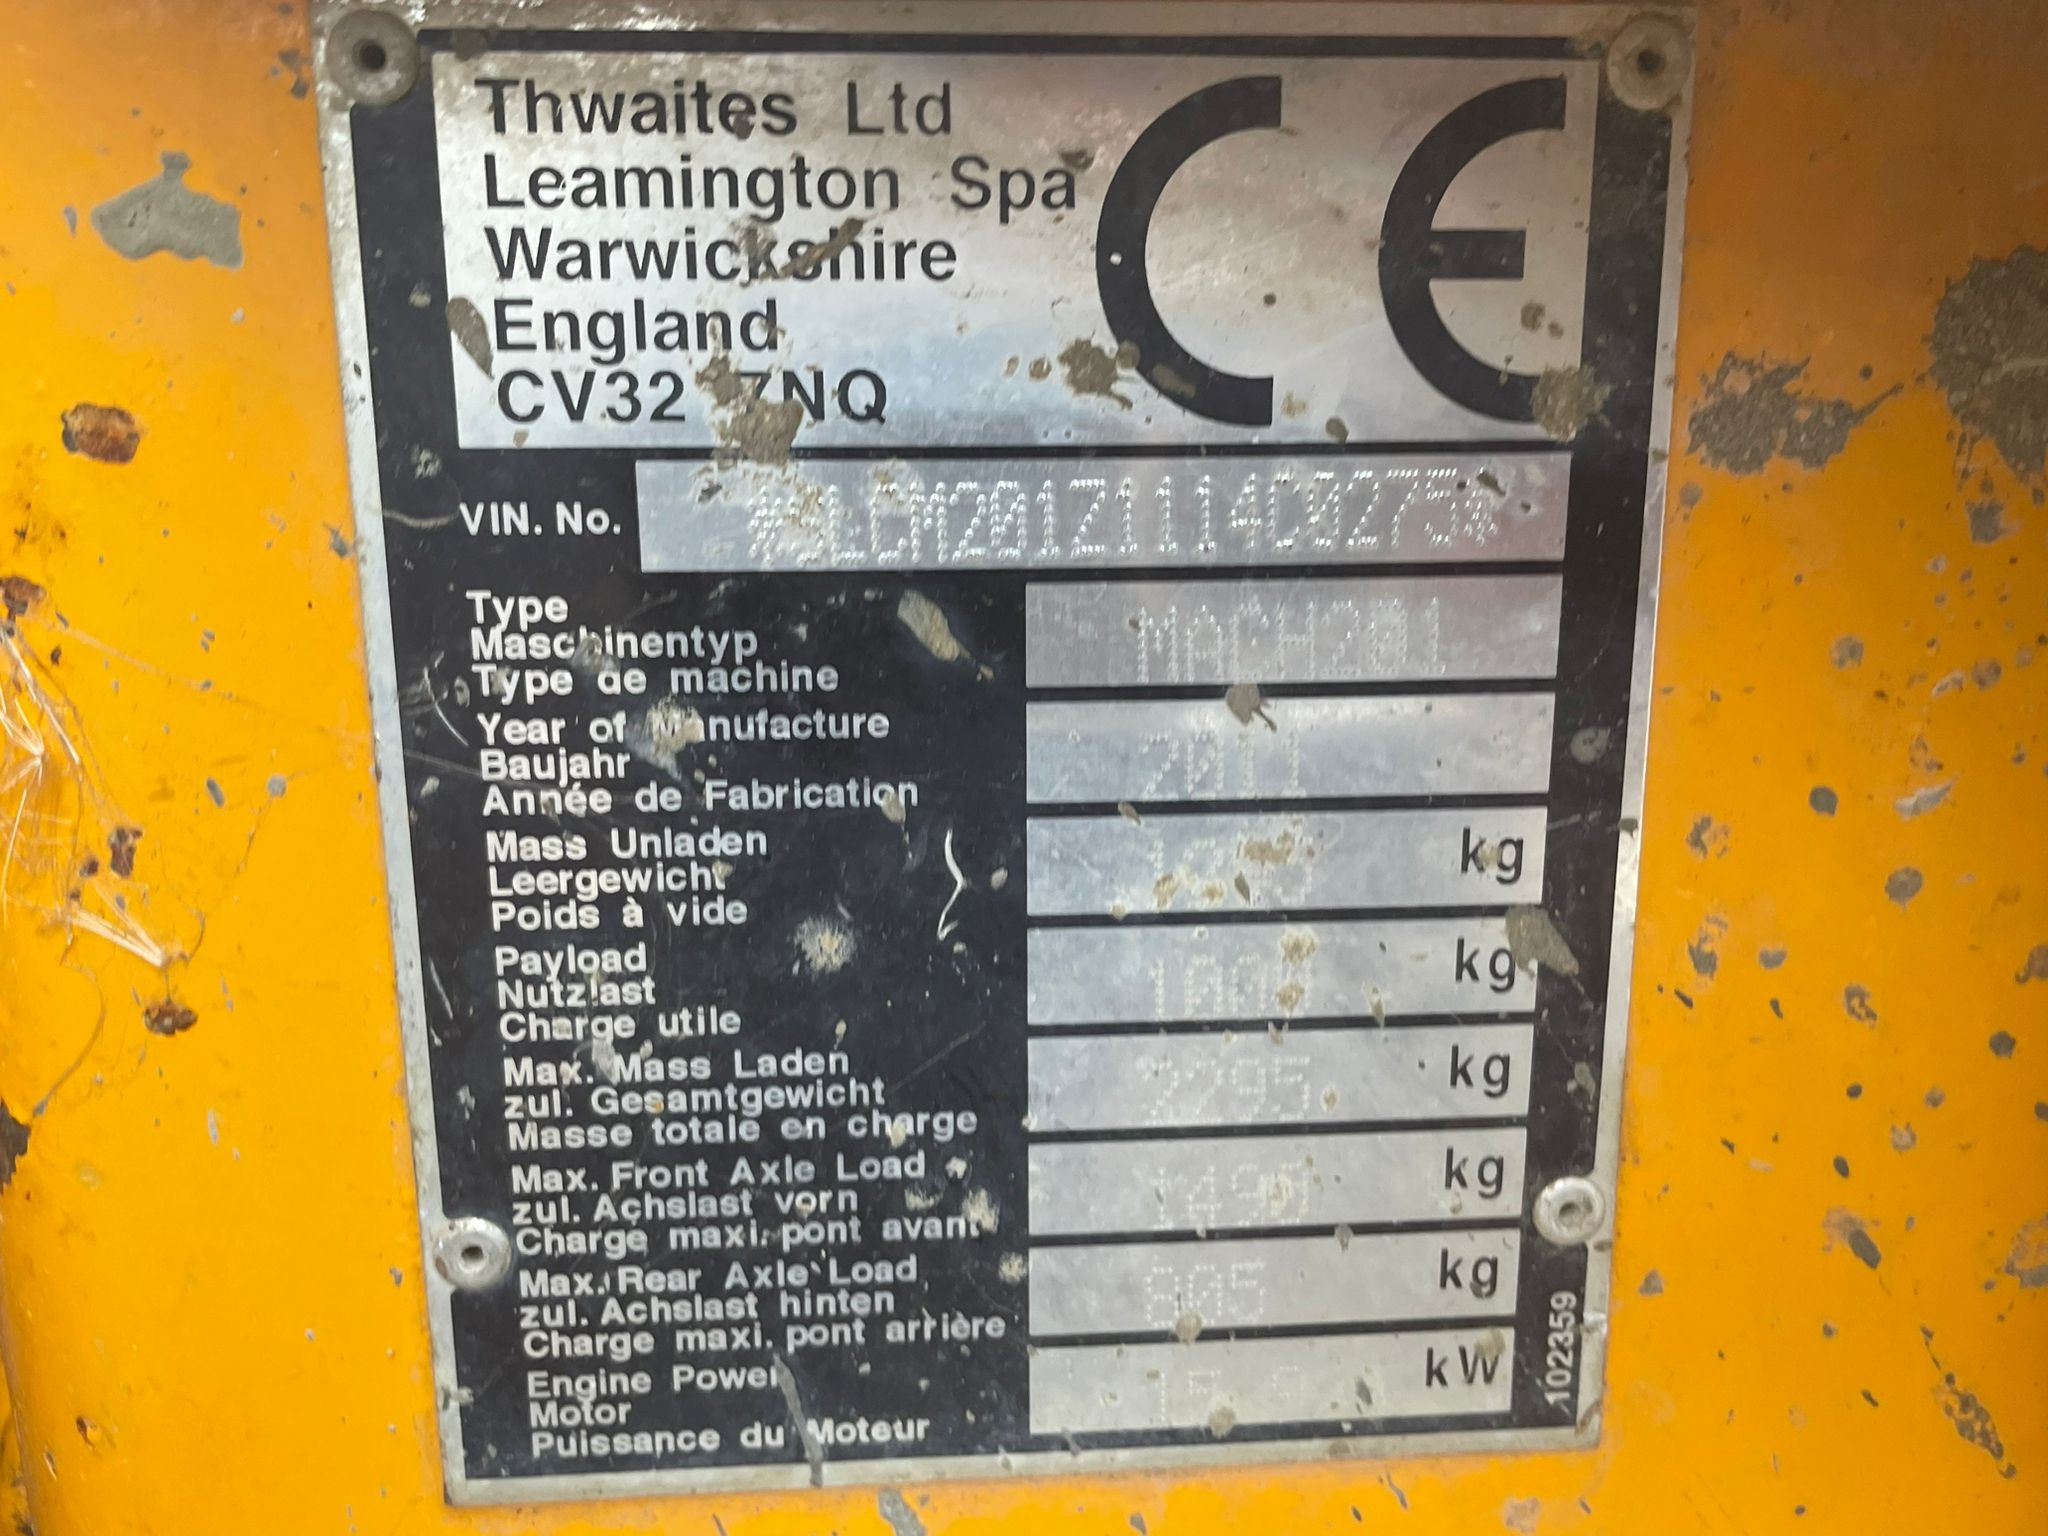 Thwaites Ltd
Leamington Spa
Warwickshire
England
CV32 7NQ
CE
VIN. No. *SLCM201Z1114C0275*
Type MACH201
Maschinentyp
Type de machine
Year of Manufacture
Baujahr
Année de Fabrication
Mass Unladen kg
Leergewicht
Poids à vide
Payload 1000 kg
Nutzlast
Charge utile
Max. Mass Laden kg
zul. Gesamtgewicht
Masse totale en charge
Max. Front Axle Load kg
zul. Achslast vorn
Charge maxi. pont avant
Max. Rear Axle Load kg
zul. Achslast hinten
Charge maxi. pont arrière
Engine Power kW
Motor
Puissance du Moteur
102359